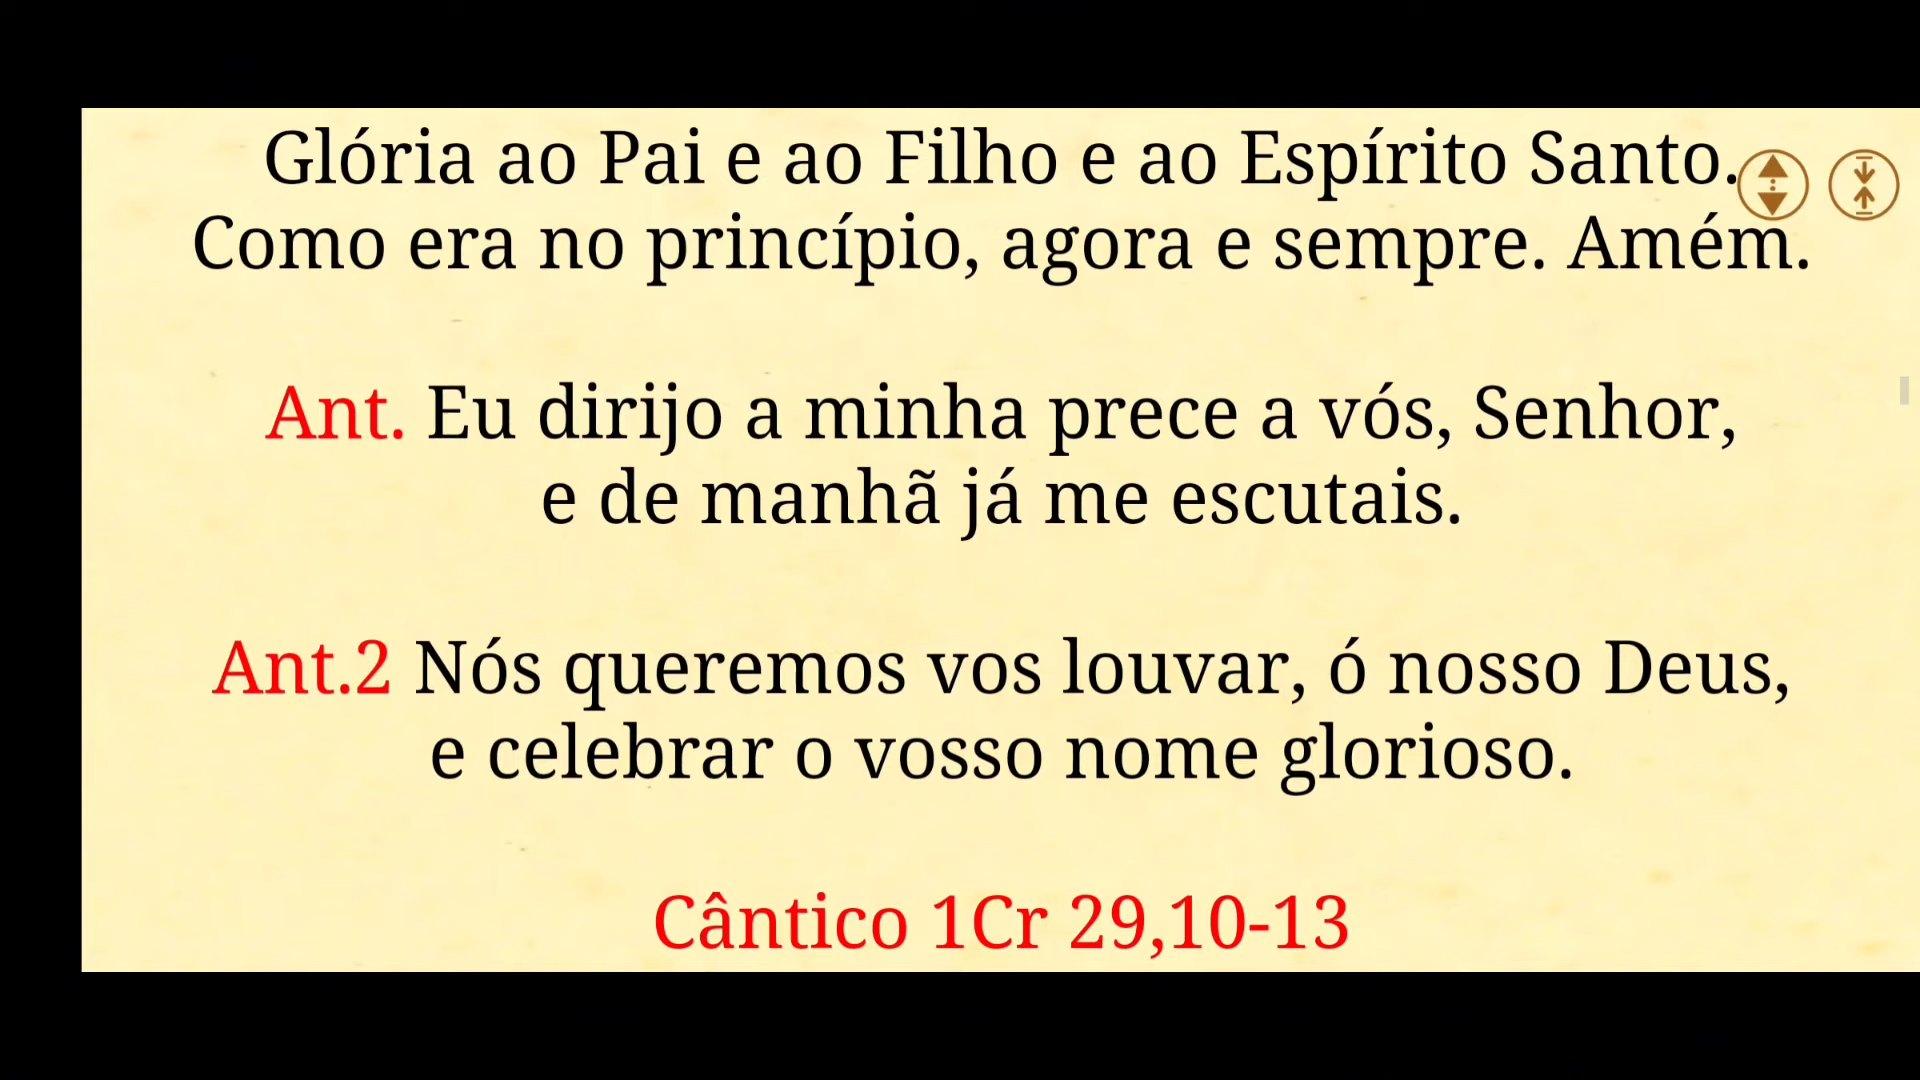 Glória ao Pai e ao Filho e ao Espírito Santo.
Como era no princípio, agora e sempre. Amém.
Ant. Eu dirijo a minha prece a vós, Senhor,
e de manhã já me escutais.
Ant.2 Nós queremos vos louvar, ó nosso Deus,
e celebrar o vosso nome glorioso.
Cântico 1Cr 29,10-13